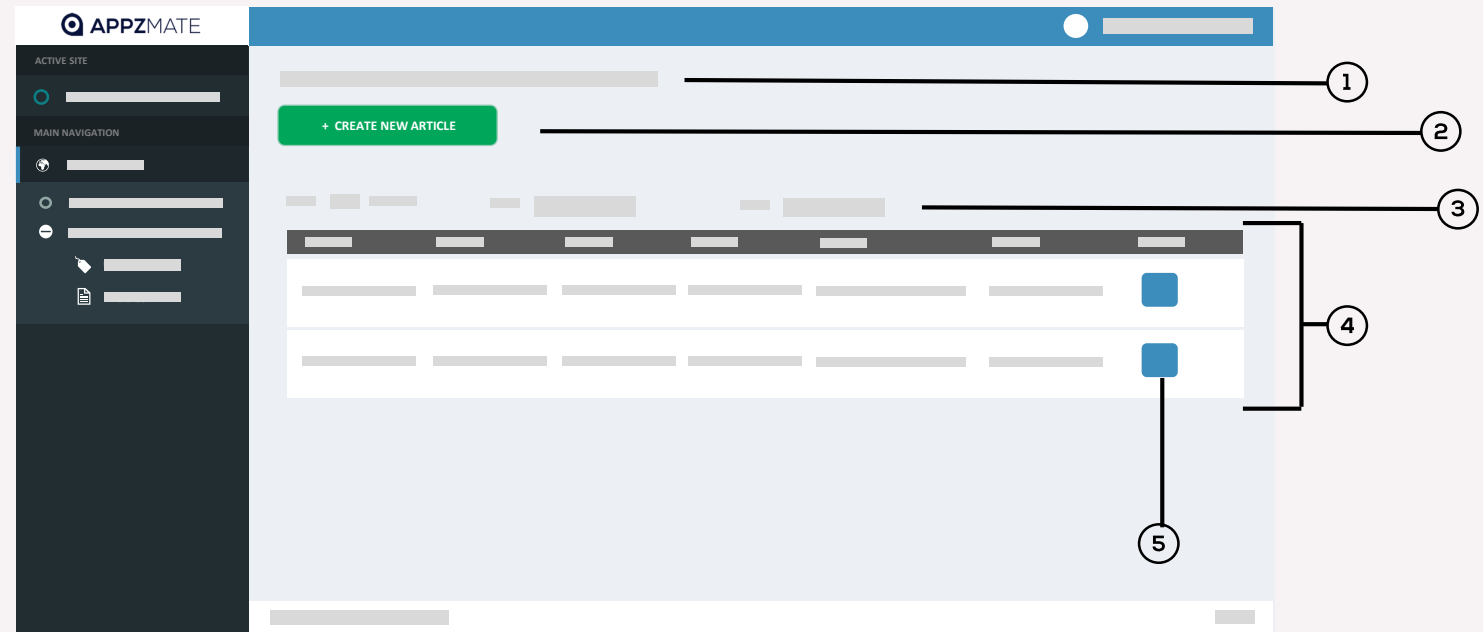 APPZMATE
ACTIVE SITE
MAIN NAVIGATION
+ CREATE NEW ARTICLE
1
2
3
4
5